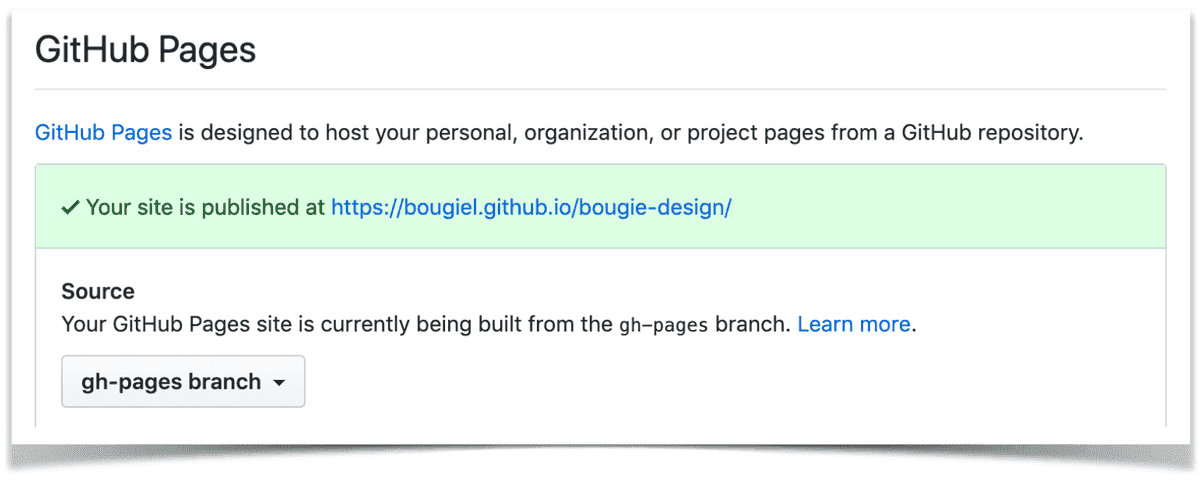 GitHub Pages
GitHub Pages is designed to host your personal, organization, or project pages from a GitHub repository.
✓ Your site is published at https://bougiel.github.io/bougie-design/
Source
Your GitHub Pages site is currently being built from the gh-pages branch. Learn more.
gh-pages branch